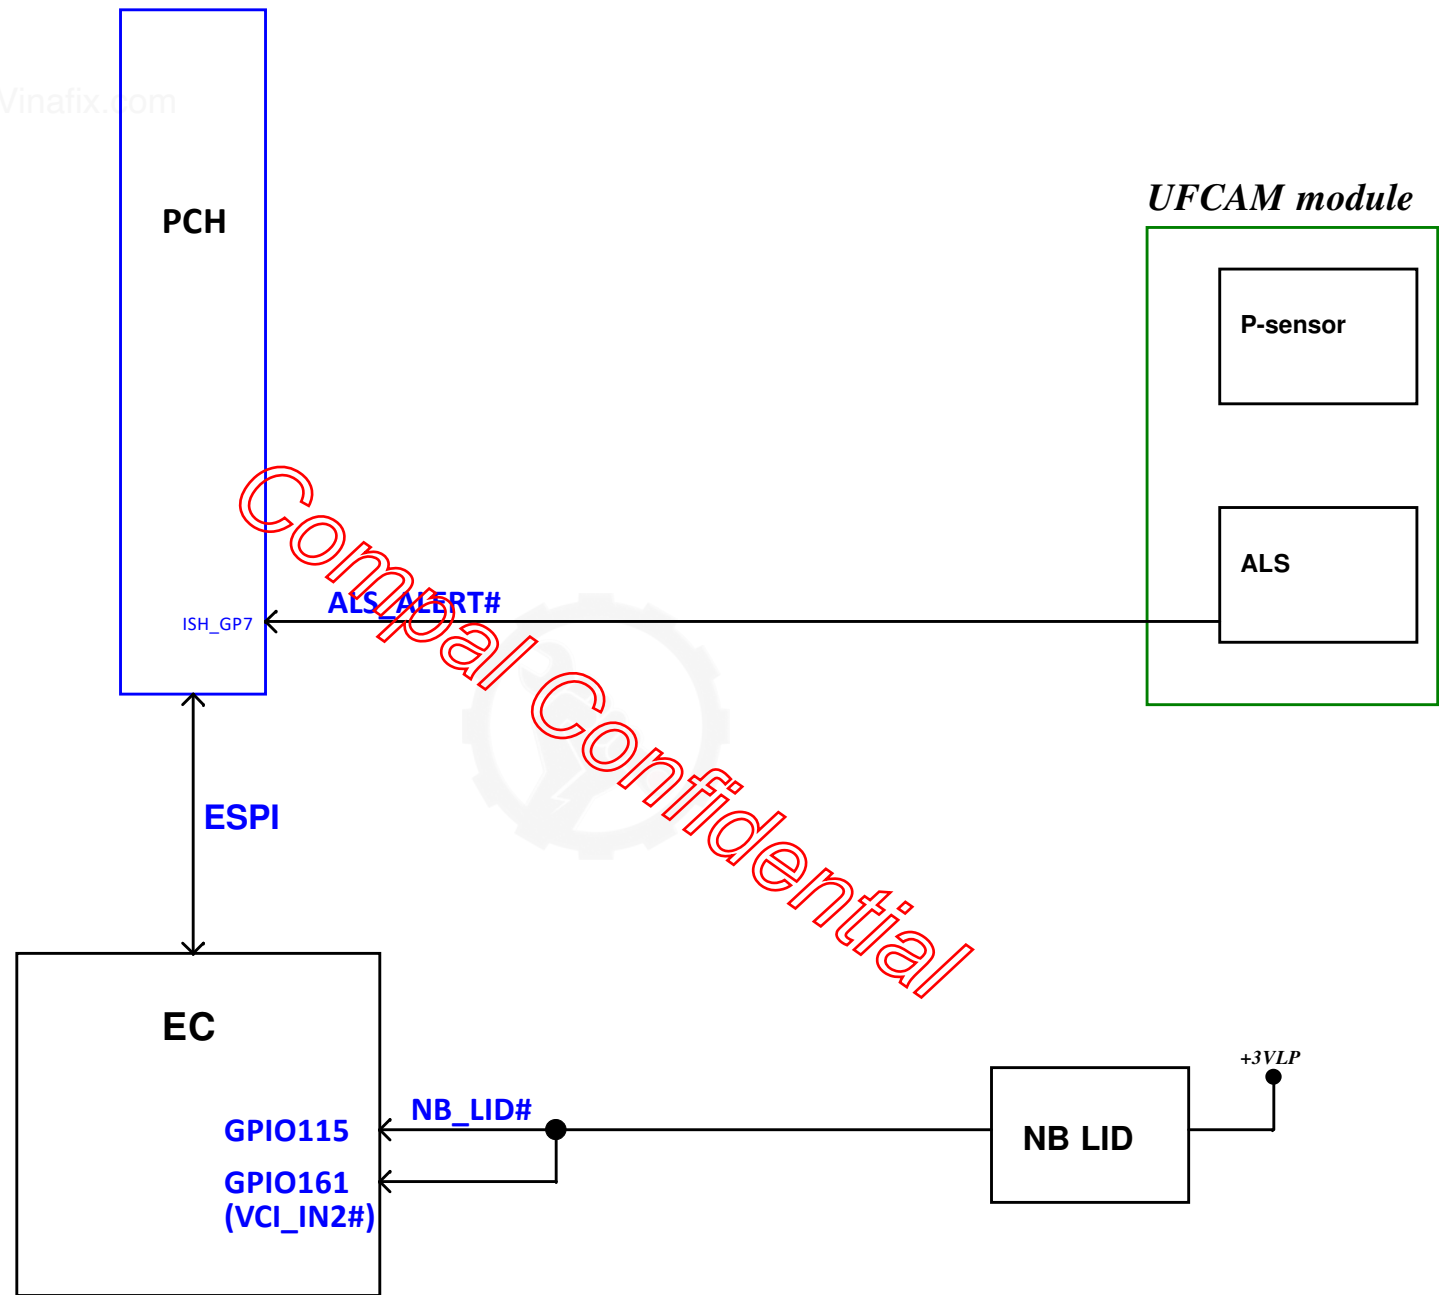 Vinafix.com
PCH
UFCAM module
P-sensor
ALS
ALS_ALERT#
ISH_GP7
Compal Confidential
ESPI
EC
+3VLP
NB_LID#
GPIO115
NB LID
GPIO161
(VCI_IN2#)